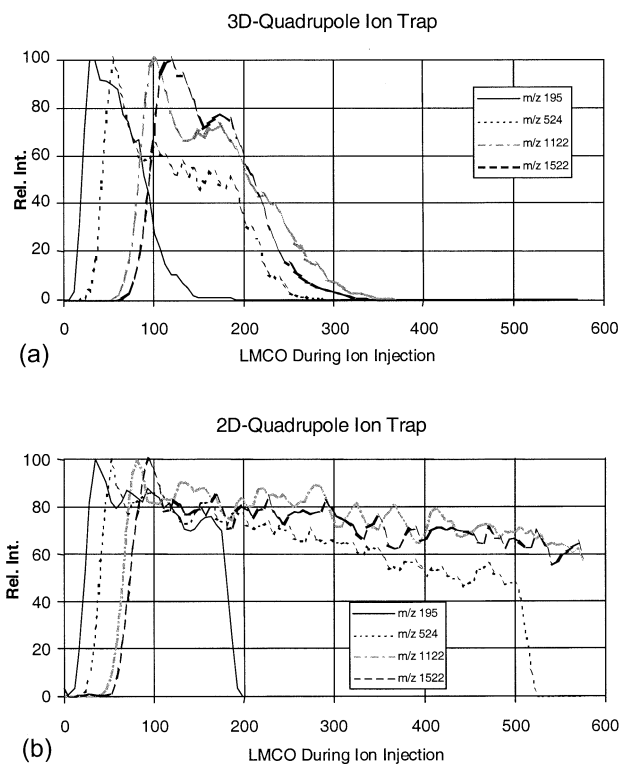 3D-Quadrupole Ion Trap
100
80
60
40
20
0
Rel. Int.
m/z 195
m/z 524
m/z 1122
m/z 1522
0 100 200 300 400 500 600
(a)
LMCO During Ion Injection
2D-Quadrupole Ion Trap
100
80
60
40
20
0
Rel. Int.
m/z 195
m/z 524
m/z 1122
m/z 1522
0 100 200 300 400 500 600
(b)
LMCO During Ion Injection